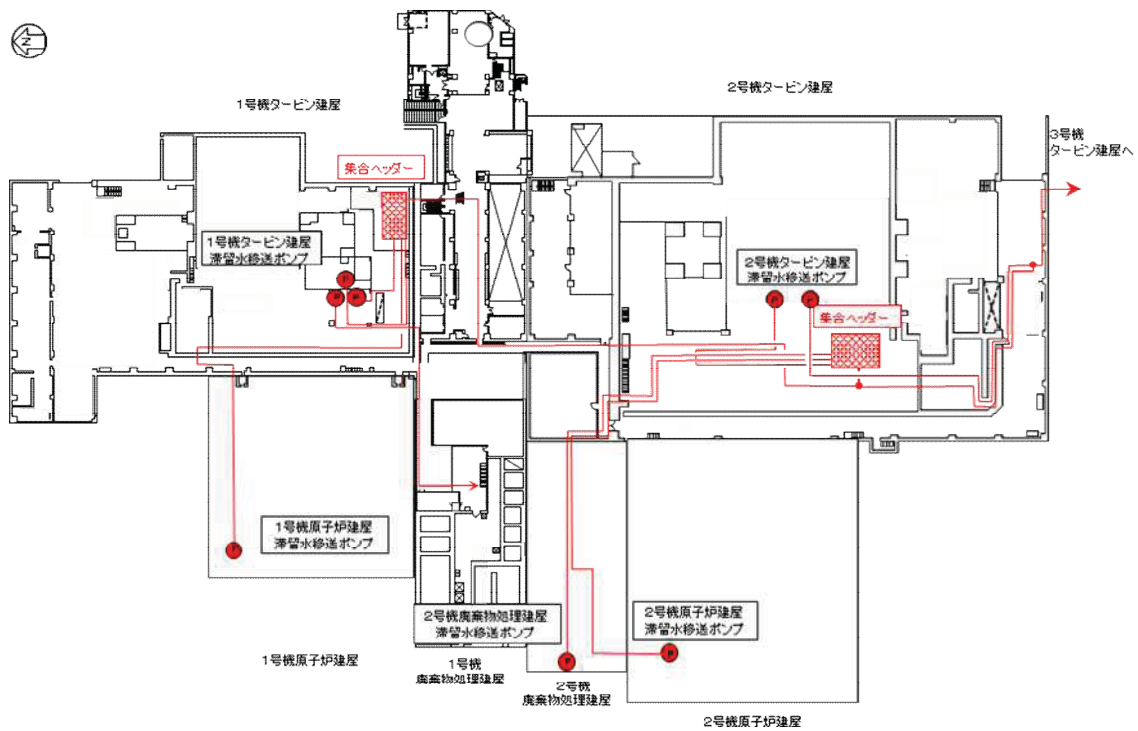 N
1号機タービン建屋
2号機タービン建屋
3号機
タービン建屋へ
集合ヘッダー
1号機タービン建屋
滞留水移送ポンプ
2号機タービン建屋
滞留水移送ポンプ
P
P
P
P
P
集合ヘッダー
1号機原子炉建屋
滞留水移送ポンプ
P
2号機廃棄物処理建屋
滞留水移送ポンプ
2号機原子炉建屋
滞留水移送ポンプ
P
P
1号機原子炉建屋
1号機
廃棄物処理建屋
2号機
廃棄物処理建屋
2号機原子炉建屋